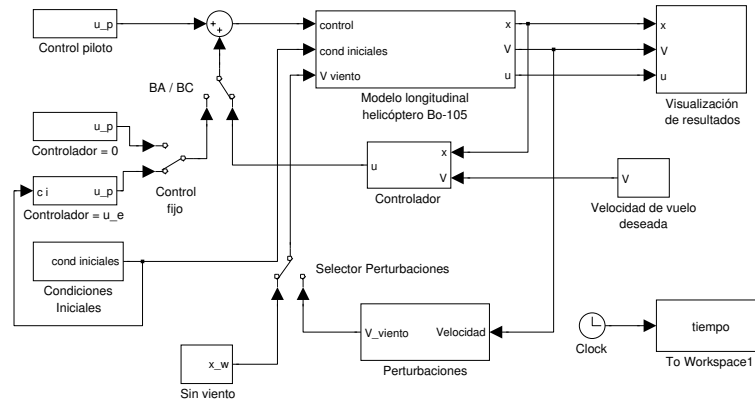 u_p
Control piloto
+
+
control
cond iniciales
V viento
x
V
u
Modelo longitudinal
helicóptero Bo-105
x
V
u
Visualización
de resultados
BA / BC
u_p
Controlador = 0
c i
u_p
Controlador = u_e
Control
fijo
u
x
V
Controlador
V
Velocidad de vuelo
deseada
cond iniciales
Condiciones
Iniciales
Selector Perturbaciones
V_viento
Velocidad
Perturbaciones
x_w
Sin viento
Clock
tiempo
To Workspace1